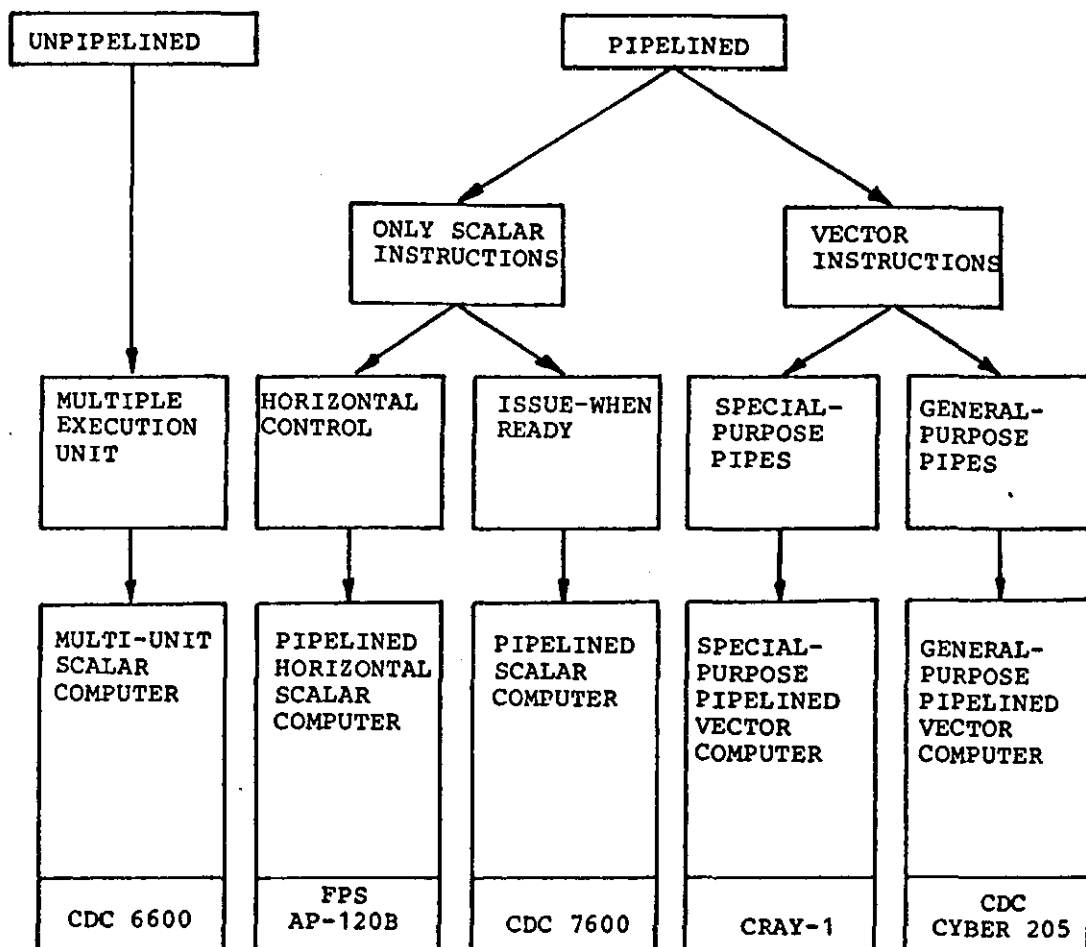 UNPIPELINED
PIPELINED
ONLY SCALAR
INSTRUCTIONS
VECTOR
INSTRUCTIONS
MULTIPLE
EXECUTION
UNIT
HORIZONTAL
CONTROL
ISSUE-WHEN
READY
SPECIAL-
PURPOSE
PIPES
GENERAL-
PURPOSE
PIPES
MULTI-UNIT
SCALAR
COMPUTER
PIPELINED
HORIZONTAL
SCALAR
COMPUTER
PIPELINED
SCALAR
COMPUTER
SPECIAL-
PURPOSE
PIPELINED
VECTOR
COMPUTER
GENERAL-
PURPOSE
PIPELINED
VECTOR
COMPUTER
CDC 6600
FPS
AP-120B
CDC 7600
CRAY-1
CDC
CYBER 205